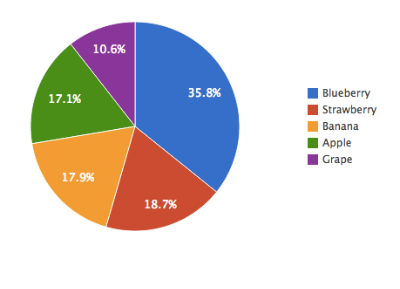 10.6%
35.8%
17.1%
17.9%
18.7%
Blueberry
Strawberry
Banana
Apple
Grape